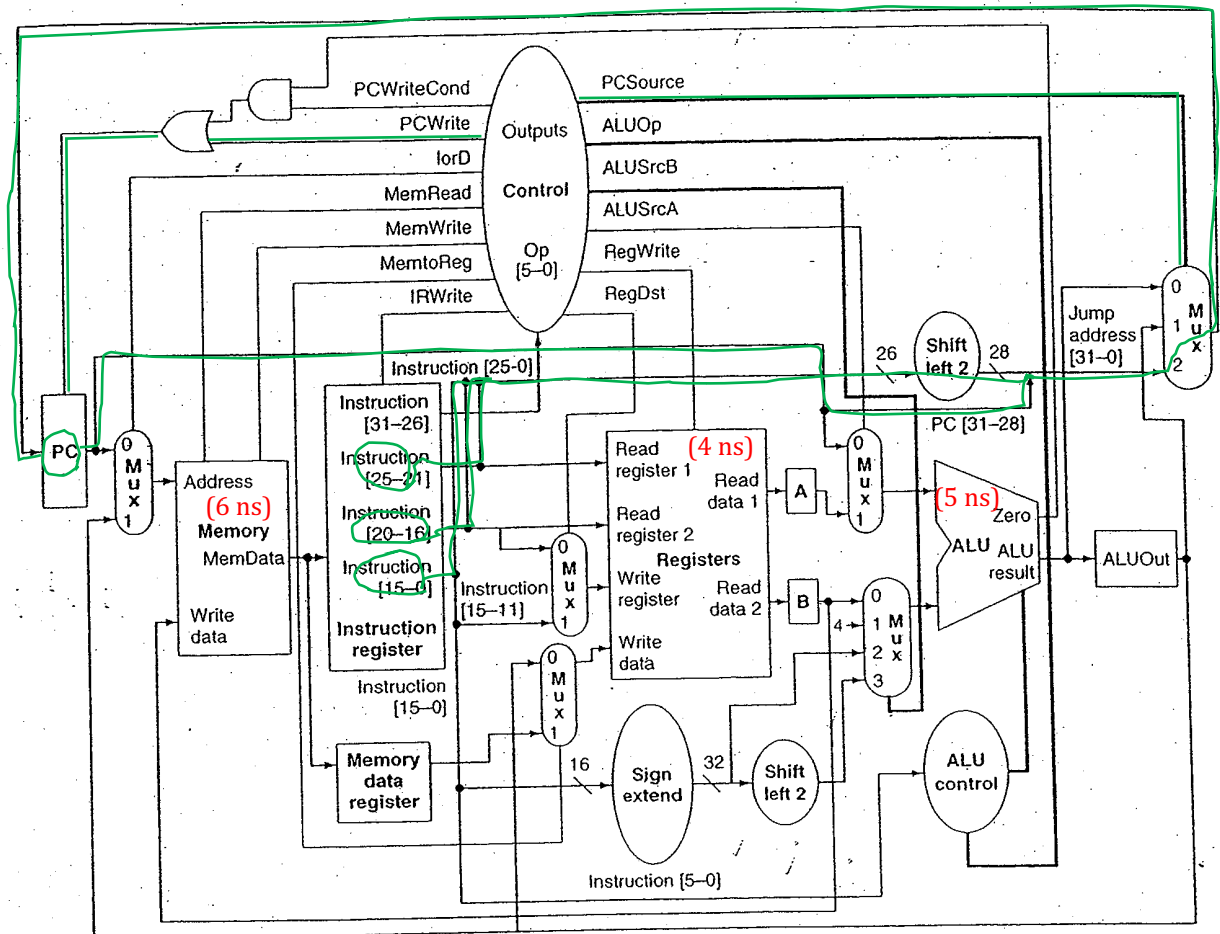 PCWriteCond
PCWrite
IorD
MemRead
MemWrite
MemtoReg
IRWrite
Outputs
Control
Op
[5–0]
PCSource
ALUOp
ALUSrcB
ALUSrcA
RegWrite
RegDst
Instruction [25-0]
26
Shift
left 2
28
Jump
address
[31–0]
0
1
2
M
u
x
PC [31–28]
PC
0
M
u
x
1
Address
(6 ns)
Memory
MemData
Write
data
Instruction
[31–26]
Instruction
[25–21]
Instruction
[20–16]
Instruction
[15–0]
Instruction
register
Instruction
[15–11]
Instruction
[15–0]
0
M
u
x
1
0
M
u
x
1
Memory
data
register
(4 ns)
Read
register 1
Read
register 2
Registers
Write
register
Write
data
Read
data 1
Read
data 2
A
B
0
M
u
x
1
4
0
1
2
3
M
u
x
(5 ns)
Zero
ALU
ALU
result
ALUOut
16
Sign
extend
32
Shift
left 2
ALU
control
Instruction [5–0]